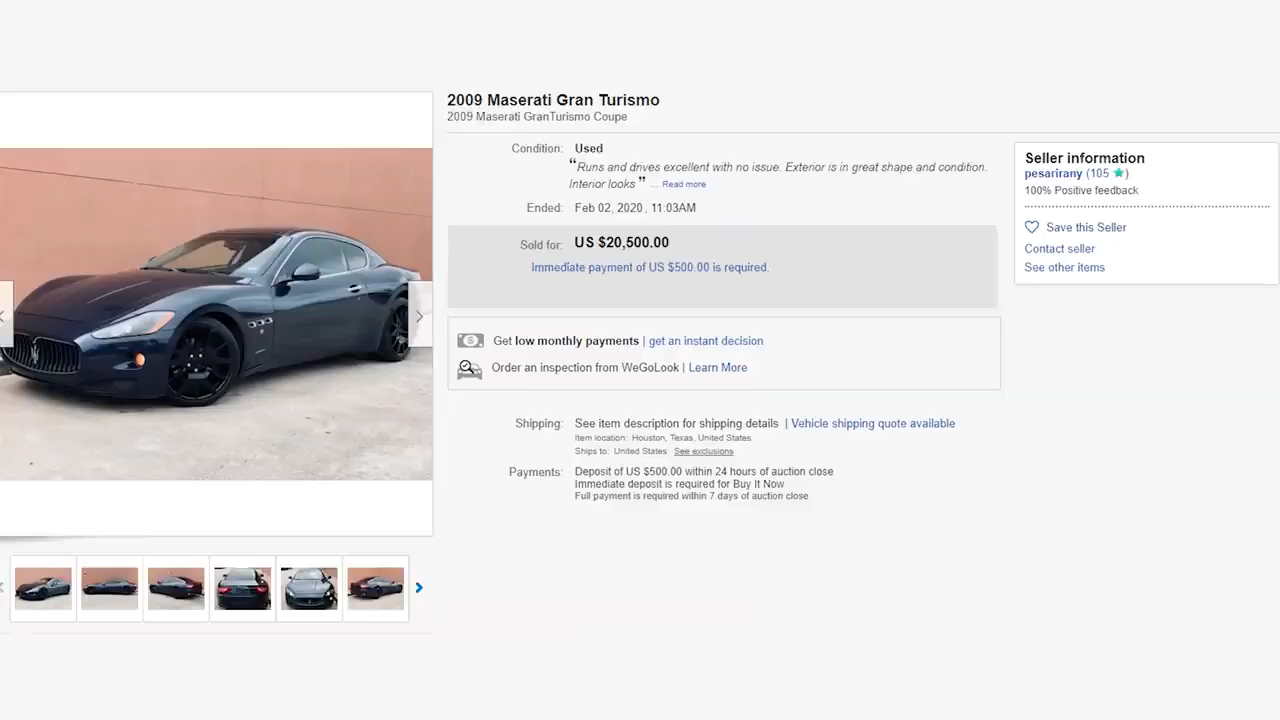 2009 Maserati Gran Turismo
2009 Maserati GranTurismo Coupe
Condition: Used
“Runs and drives excellent with no issue. Exterior is in great shape and condition.
Interior looks ” ... Read more
Ended: Feb 02, 2020 , 11:03AM
Sold for: US $20,500.00
Immediate payment of US $500.00 is required.
Get low monthly payments | get an instant decision
Order an inspection from WeGoLook | Learn More
Shipping: See item description for shipping details | Vehicle shipping quote available
Item location: Houston, Texas, United States
Ships to: United States See exclusions
Payments: Deposit of US $500.00 within 24 hours of auction close
Immediate deposit is required for Buy It Now
Full payment is required within 7 days of auction close
Seller information
pesarirany (105 ★)
100% Positive feedback
Save this Seller
Contact seller
See other items